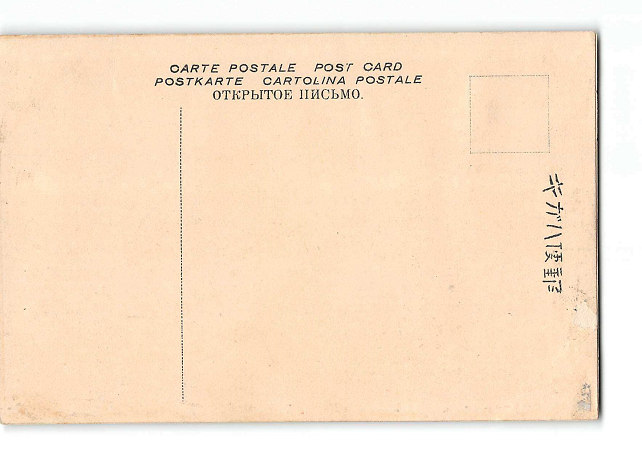 CARTE POSTALE POST CARD
POSTKARTE CARTOLINA POSTALE
ОТКРЫТОЕ ПИСЬМО.
郵便ハガキ